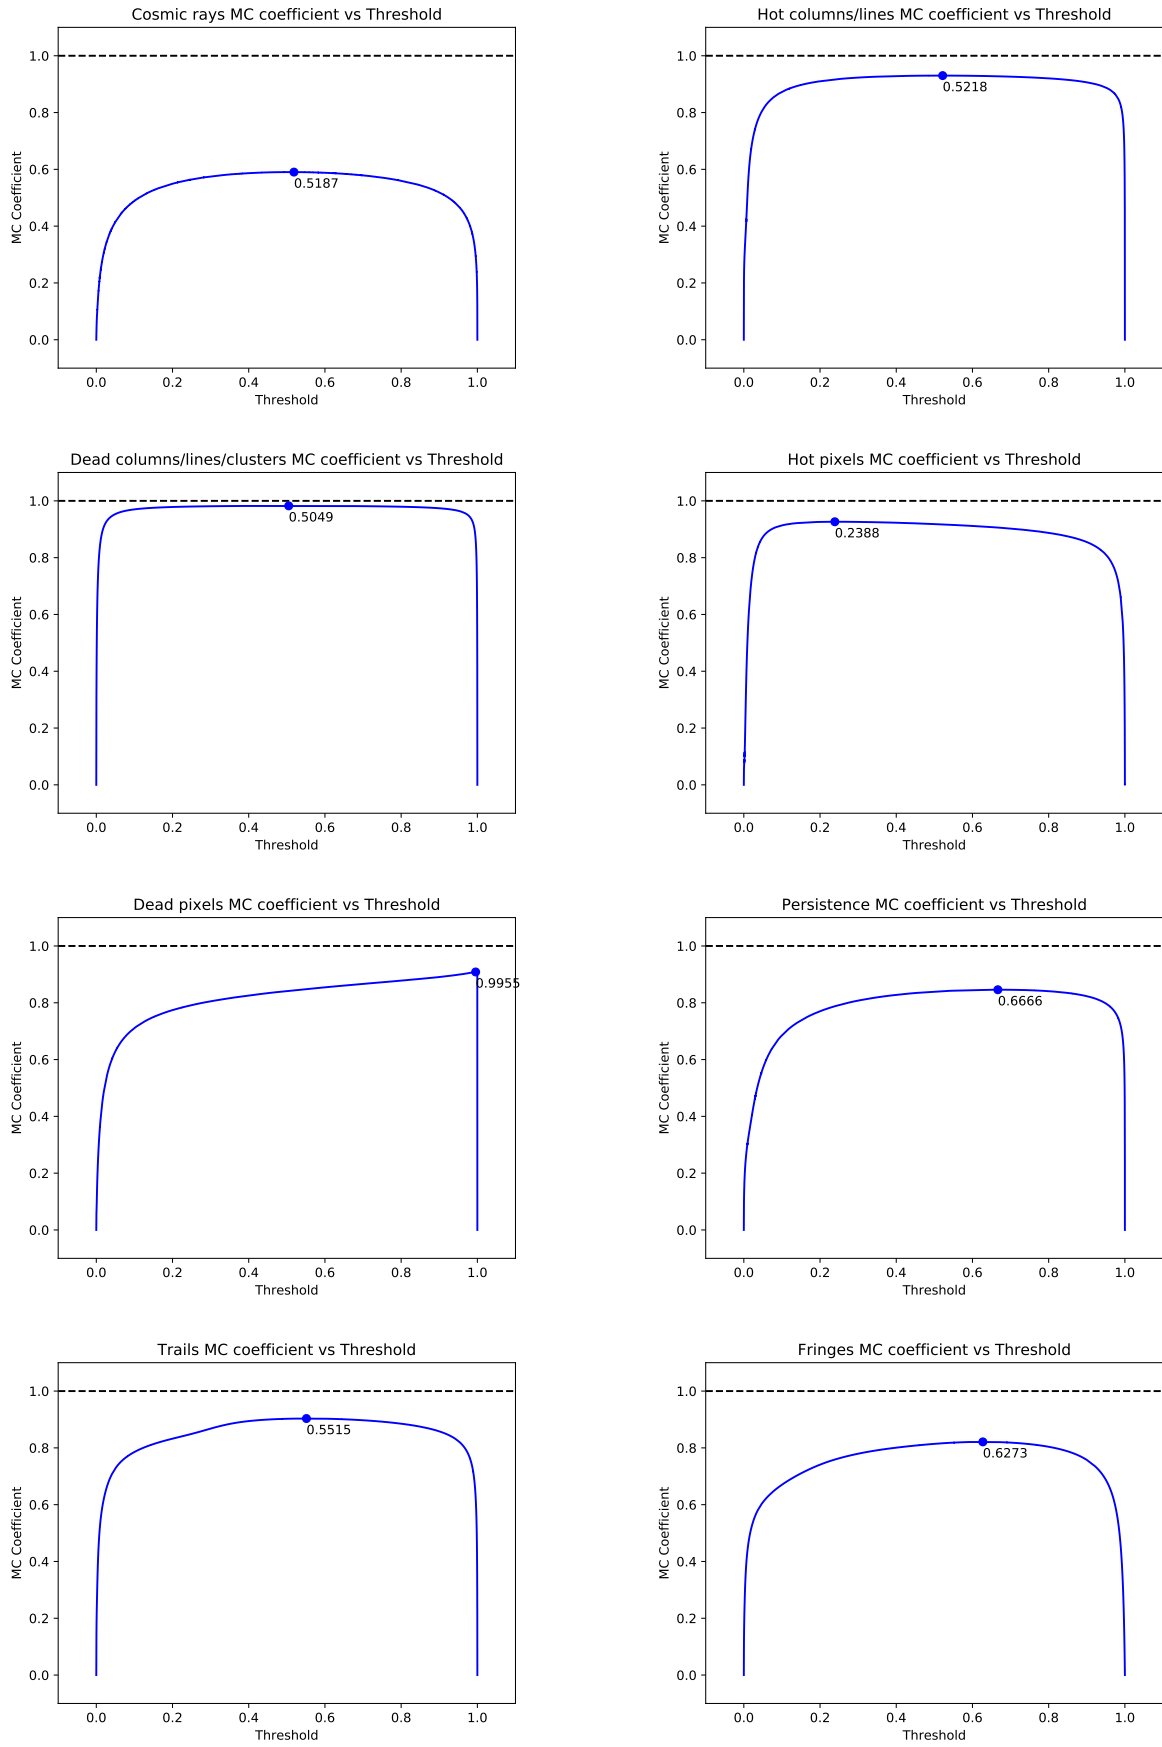 Cosmic rays MC coefficient vs Threshold
MC Coefficient
1.0
0.8
0.6
0.4
0.2
0.0
0.5187
0.0 0.2 0.4 0.6 0.8 1.0
Threshold
Hot columns/lines MC coefficient vs Threshold
MC Coefficient
1.0
0.8
0.6
0.4
0.2
0.0
0.5218
0.0 0.2 0.4 0.6 0.8 1.0
Threshold
Dead columns/lines/clusters MC coefficient vs Threshold
MC Coefficient
1.0
0.8
0.6
0.4
0.2
0.0
0.5049
0.0 0.2 0.4 0.6 0.8 1.0
Threshold
Hot pixels MC coefficient vs Threshold
MC Coefficient
1.0
0.8
0.6
0.4
0.2
0.0
0.2388
0.0 0.2 0.4 0.6 0.8 1.0
Threshold
Dead pixels MC coefficient vs Threshold
MC Coefficient
1.0
0.8
0.6
0.4
0.2
0.0
0.9955
0.0 0.2 0.4 0.6 0.8 1.0
Threshold
Persistence MC coefficient vs Threshold
MC Coefficient
1.0
0.8
0.6
0.4
0.2
0.0
0.6666
0.0 0.2 0.4 0.6 0.8 1.0
Threshold
Trails MC coefficient vs Threshold
MC Coefficient
1.0
0.8
0.6
0.4
0.2
0.0
0.5515
0.0 0.2 0.4 0.6 0.8 1.0
Threshold
Fringes MC coefficient vs Threshold
MC Coefficient
1.0
0.8
0.6
0.4
0.2
0.0
0.6273
0.0 0.2 0.4 0.6 0.8 1.0
Threshold